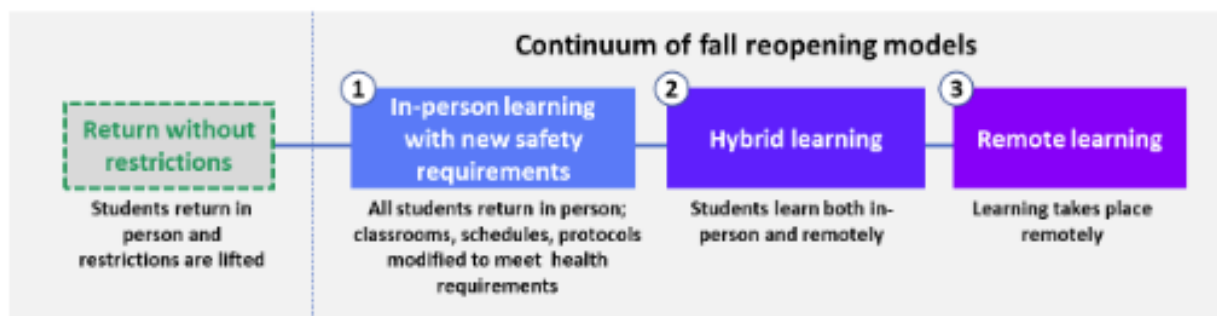 Continuum of fall reopening models
Return without
restrictions
Students return in
person and
restrictions are lifted
1
In-person learning
with new safety
requirements
All students return in person;
classrooms, schedules, protocols
modified to meet health
requirements
2
Hybrid learning
Students learn both in-
person and remotely
3
Remote learning
Learning takes place
remotely